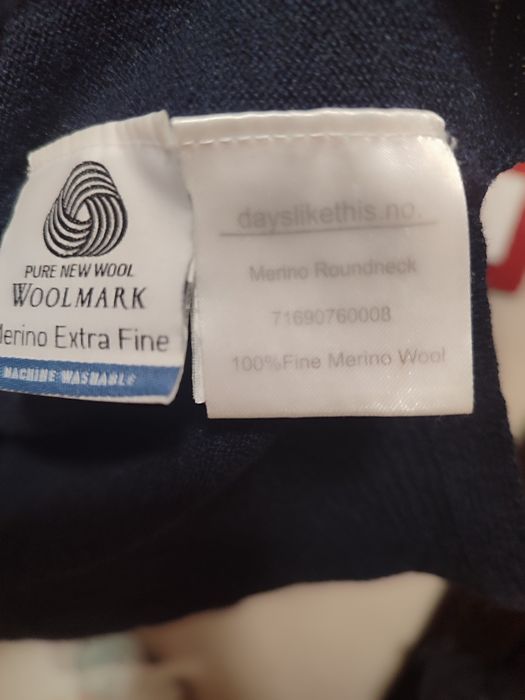 PURE NEW WOOL
WOOLMARK
Merino Extra Fine
MACHINE WASHABLE
dayslikethis.no.
Merino Roundneck
71690760008
100%Fine Merino Wool